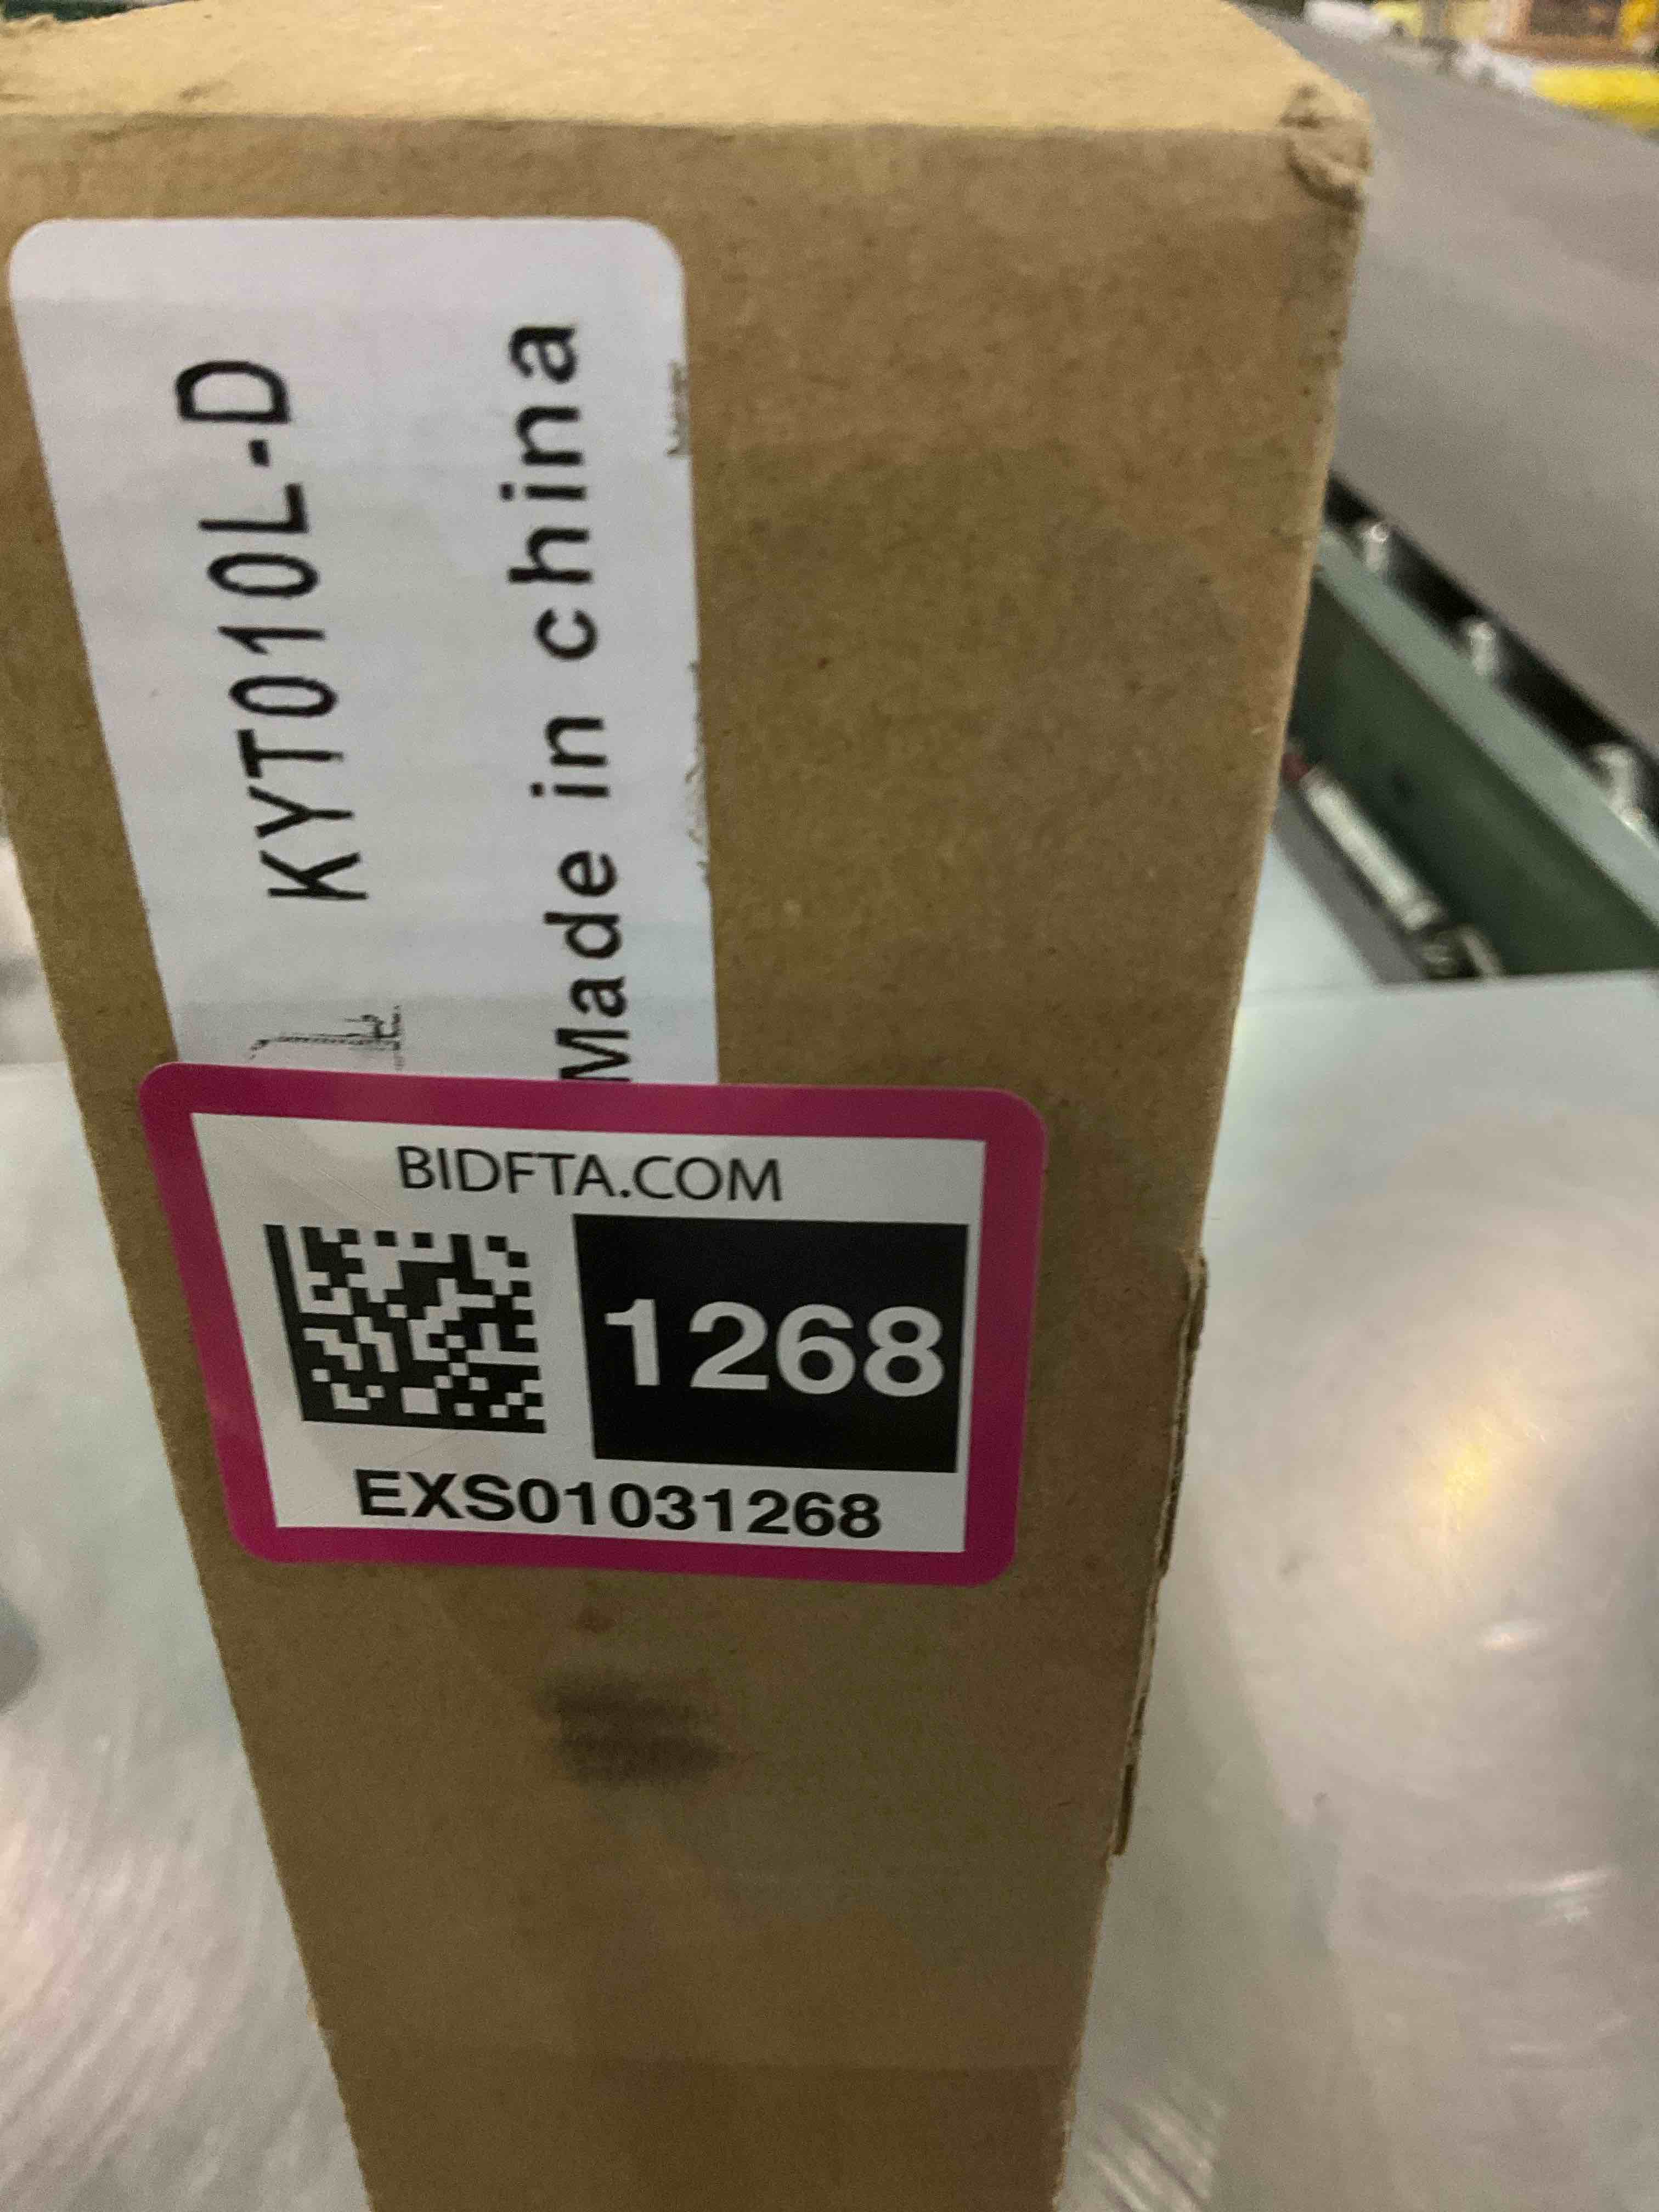 KYT010L-D
Made in china
BIDFTA.COM
1268
EXS01031268